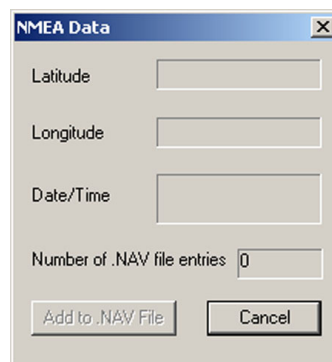 NMEA Data
Latitude
Longitude
Date/Time
Number of .NAV file entries 0
Add to .NAV File Cancel